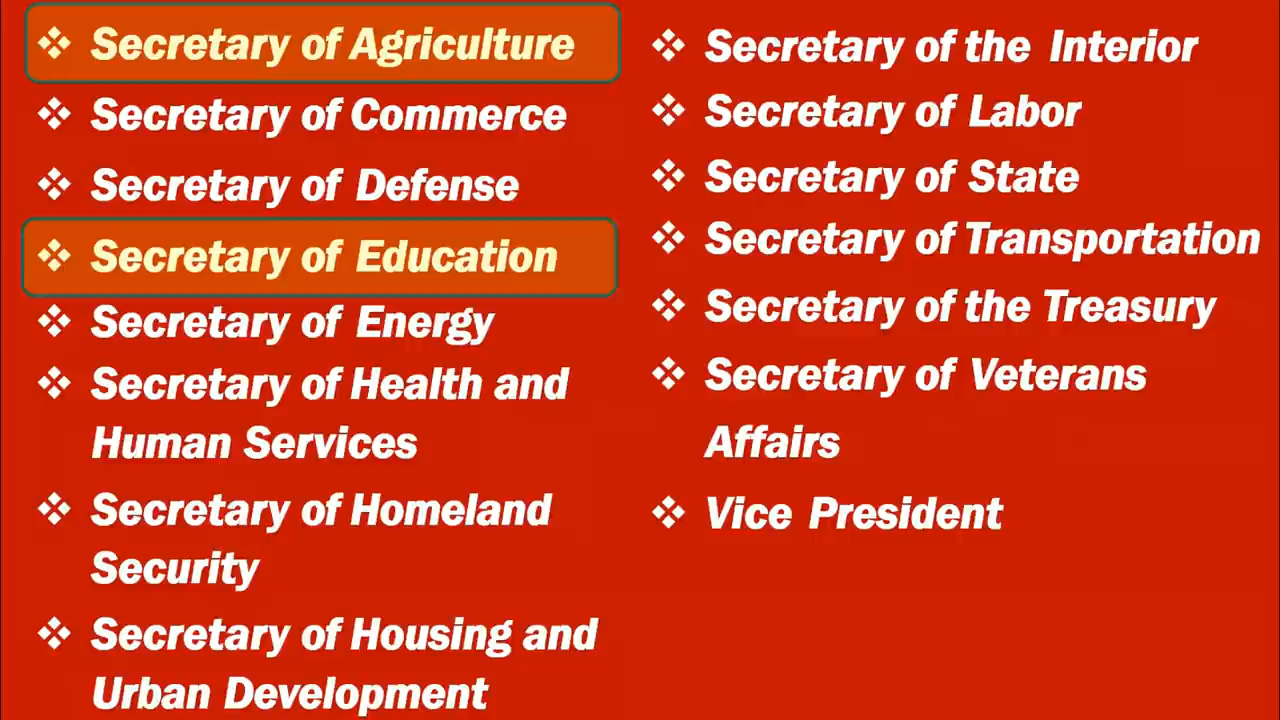 ❖ Secretary of Agriculture
❖ Secretary of Commerce
❖ Secretary of Defense
❖ Secretary of Education
❖ Secretary of Energy
❖ Secretary of Health and
Human Services
❖ Secretary of Homeland
Security
❖ Secretary of Housing and
Urban Development
❖ Secretary of the Interior
❖ Secretary of Labor
❖ Secretary of State
❖ Secretary of Transportation
❖ Secretary of the Treasury
❖ Secretary of Veterans
Affairs
❖ Vice President